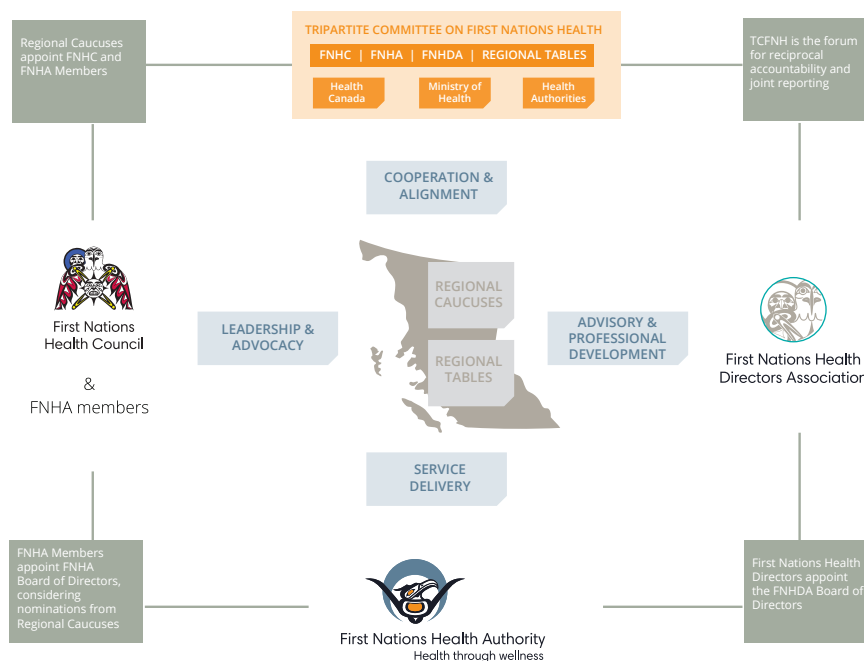 Regional Caucuses
appoint FNHC and
FNHA Members
TRIPARTITE COMMITTEE ON FIRST NATIONS HEALTH
FNHC | FNHA | FNHDA | REGIONAL TABLES
Health
Canada
Ministry of
Health
Health
Authorities
TCFNH is the forum
for reciprocal
accountability and
joint reporting
COOPERATION &
ALIGNMENT
First Nations
Health Council
&
FNHA members
LEADERSHIP &
ADVOCACY
REGIONAL
CAUCUSES
REGIONAL
TABLES
ADVISORY &
PROFESSIONAL
DEVELOPMENT
First Nations Health
Directors Association
SERVICE
DELIVERY
FNHA Members
appoint FNHA
Board of Directors,
considering
nominations from
Regional Caucuses
First Nations Health Authority
Health through wellness
First Nations Health
Directors appoint
the FNHDA Board of
Directors